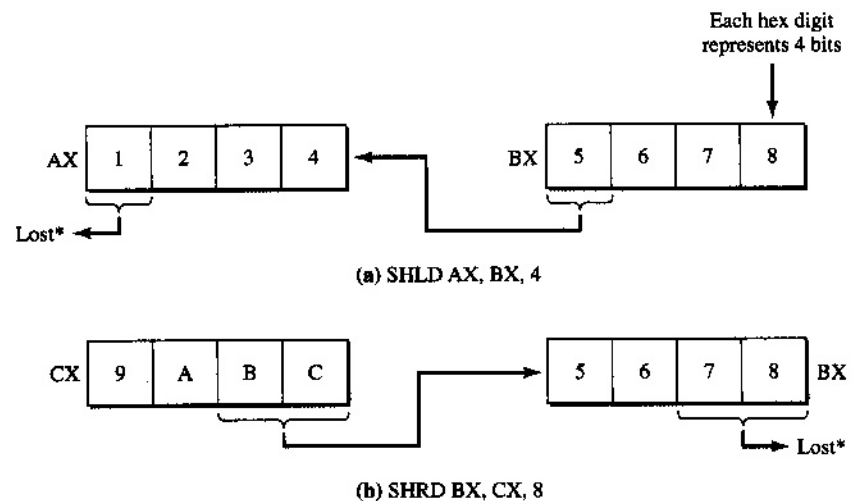 Each hex digit
represents 4 bits
AX 1 2 3 4
BX 5 6 7 8
Lost*
(a) SHLD AX, BX, 4
CX 9 A B C
5 6 7 8 BX
Lost*
(b) SHRD BX, CX, 8